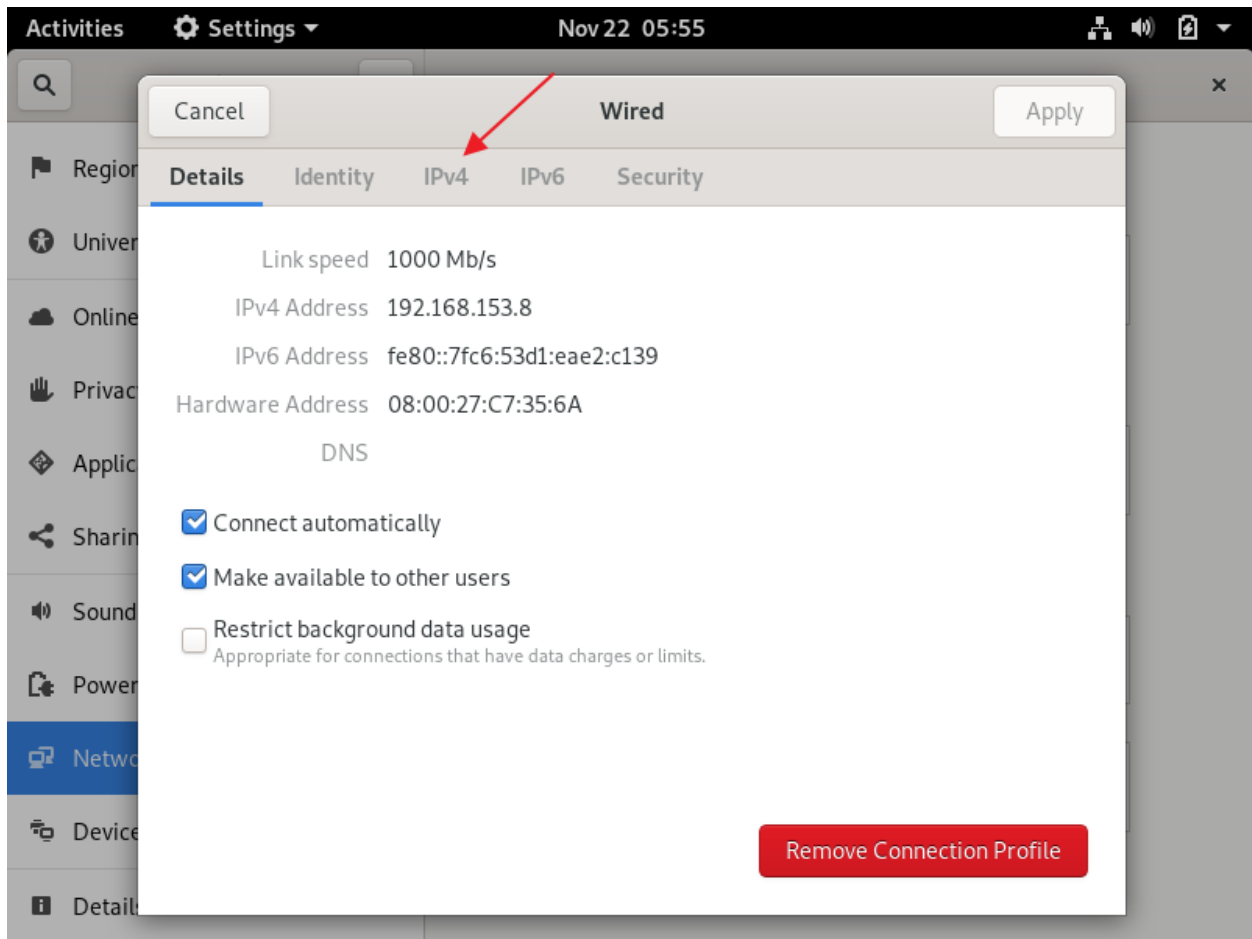 Activities Settings Nov 22 05:55
Cancel Wired Apply
Details Identity IPv4 IPv6 Security
Link speed 1000 Mb/s
IPv4 Address 192.168.153.8
IPv6 Address fe80::7fc6:53d1:eae2:c139
Hardware Address 08:00:27:C7:35:6A
DNS
Connect automatically
Make available to other users
Restrict background data usage
Appropriate for connections that have data charges or limits.
Remove Connection Profile
Region
Univer
Online
Privac
Applic
Sharin
Sound
Power
Netwo
Device
Details